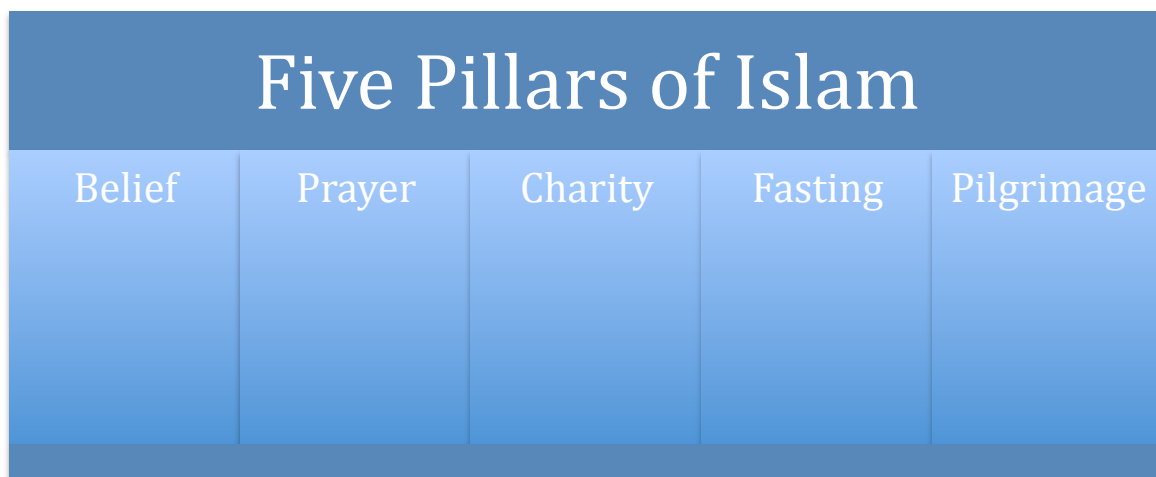 Five Pillars of Islam
Belief
Prayer
Charity
Fasting
Pilgrimage